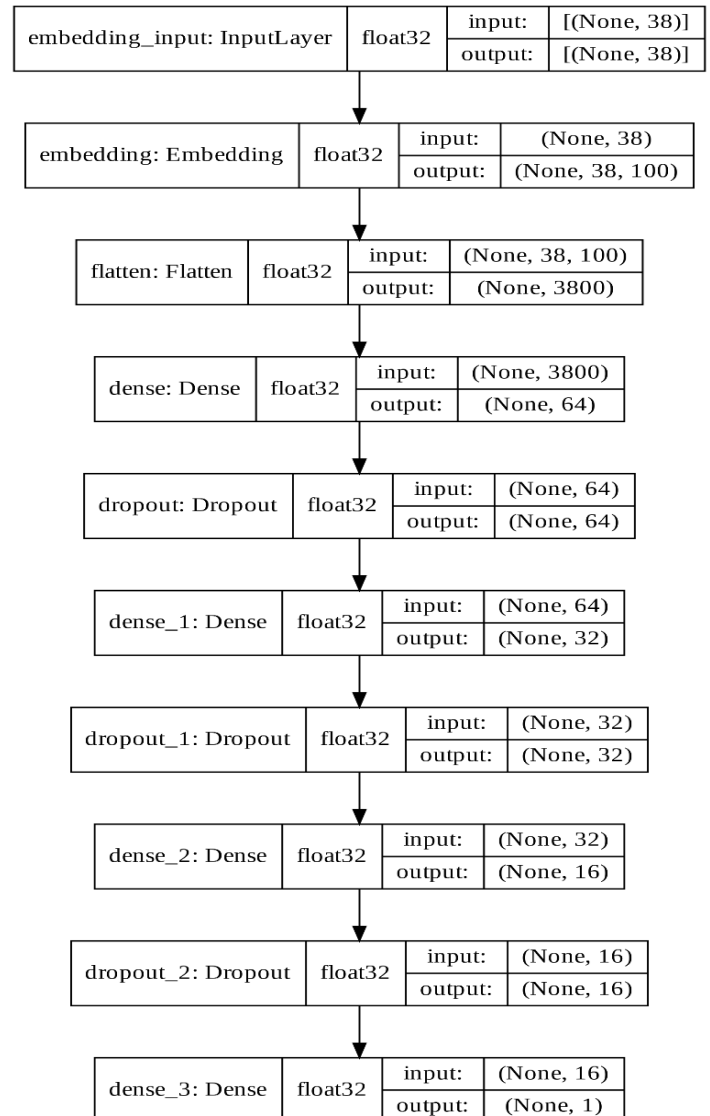 embedding_input: InputLayer float32 input: [(None, 38)]
output: [(None, 38)]
embedding: Embedding float32 input: (None, 38)
output: (None, 38, 100)
flatten: Flatten float32 input: (None, 38, 100)
output: (None, 3800)
dense: Dense float32 input: (None, 3800)
output: (None, 64)
dropout: Dropout float32 input: (None, 64)
output: (None, 64)
dense_1: Dense float32 input: (None, 64)
output: (None, 32)
dropout_1: Dropout float32 input: (None, 32)
output: (None, 32)
dense_2: Dense float32 input: (None, 32)
output: (None, 16)
dropout_2: Dropout float32 input: (None, 16)
output: (None, 16)
dense_3: Dense float32 input: (None, 16)
output: (None, 1)